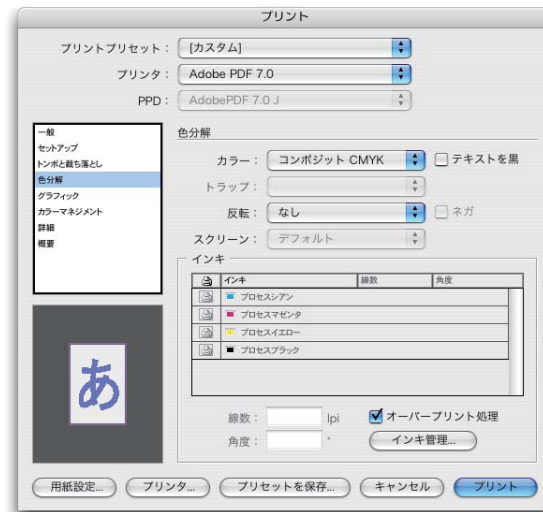 プリント
プリントプリセット： [カスタム]
プリンタ： Adobe PDF 7.0
PPD： AdobePDF 7.0 J
一般
セットアップ
トンボと裁ち落とし
色分解
グラフィック
カラーマネジメント
詳細
概要
色分解
カラー： コンポジット CMYK テキストを黒
トラップ：
反転： なし ネガ
スクリーン： デフォルト
インキ
インキ 線数 角度
プロセスシアン
プロセスマゼンタ
プロセスイエロー
プロセスブラック
線数： lpi オーバープリント処理
角度： ° インキ管理...
あ
用紙設定... プリンタ... プリセットを保存... キャンセル プリント